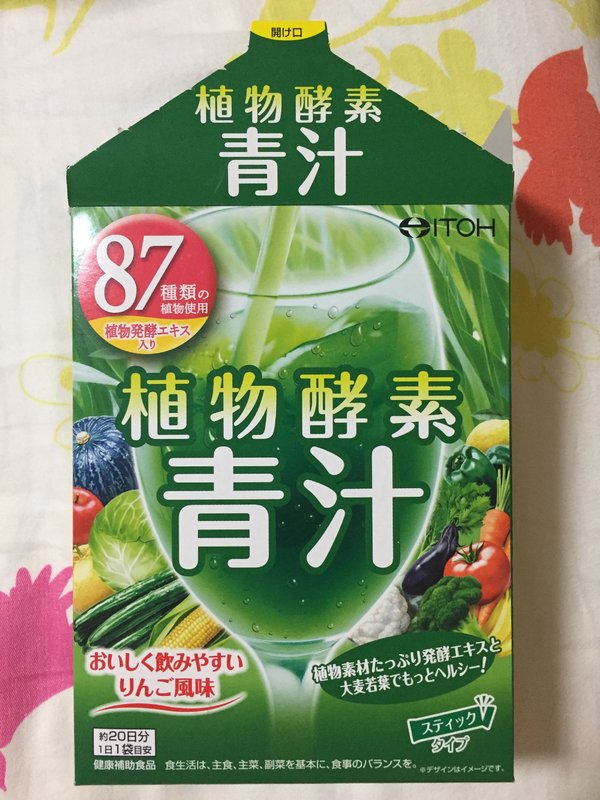 開け口
植物酵素
青汁
ITOH
87
種類の
植物使用
植物発酵エキス
入り
植物酵素
青汁
おいしく飲みやすい
りんご風味
植物素材たっぷり発酵エキスと
大麦若葉でもっとヘルシー！
スティック
タイプ
約20日分
1日1袋目安
健康補助食品 食生活は、主食、主菜、副菜を基本に、食事のバランスを。 ※デザインはイメージです。